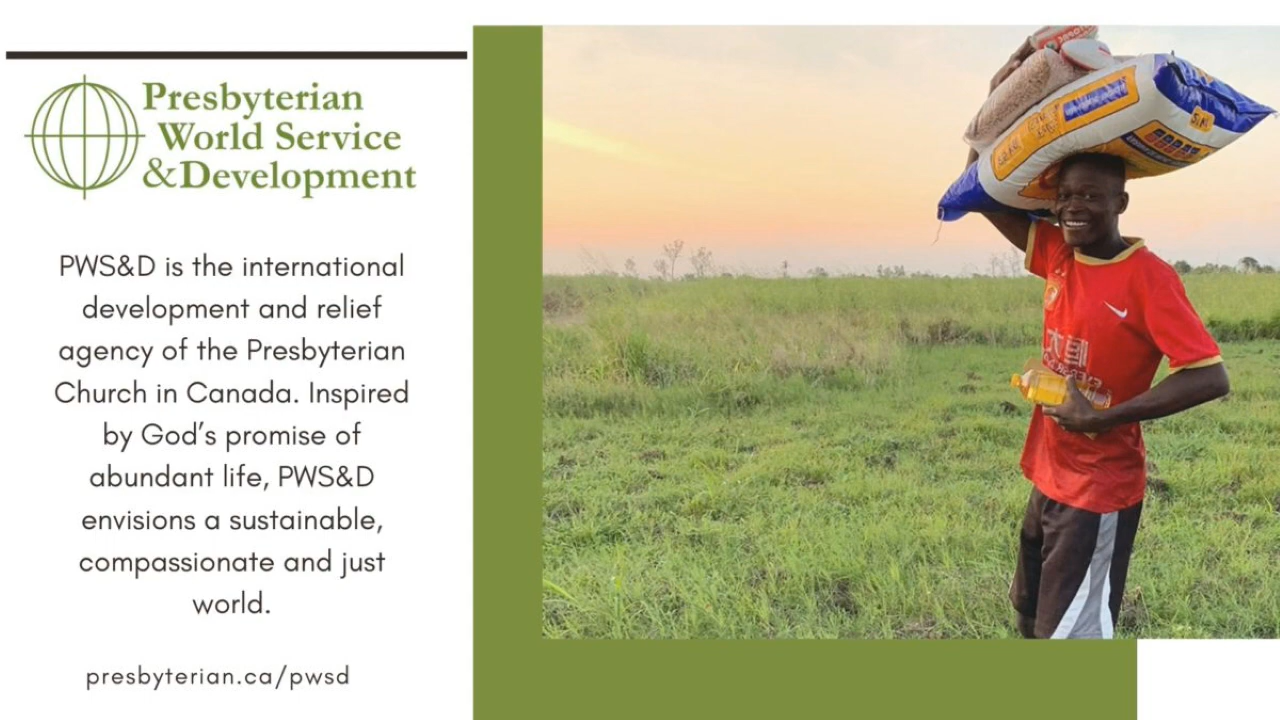 Presbyterian
World Service
&Development
PWS&D is the international
development and relief
agency of the Presbyterian
Church in Canada. Inspired
by God’s promise of
abundant life, PWS&D
envisions a sustainable,
compassionate and just
world.
presbyterian.ca/pwsd